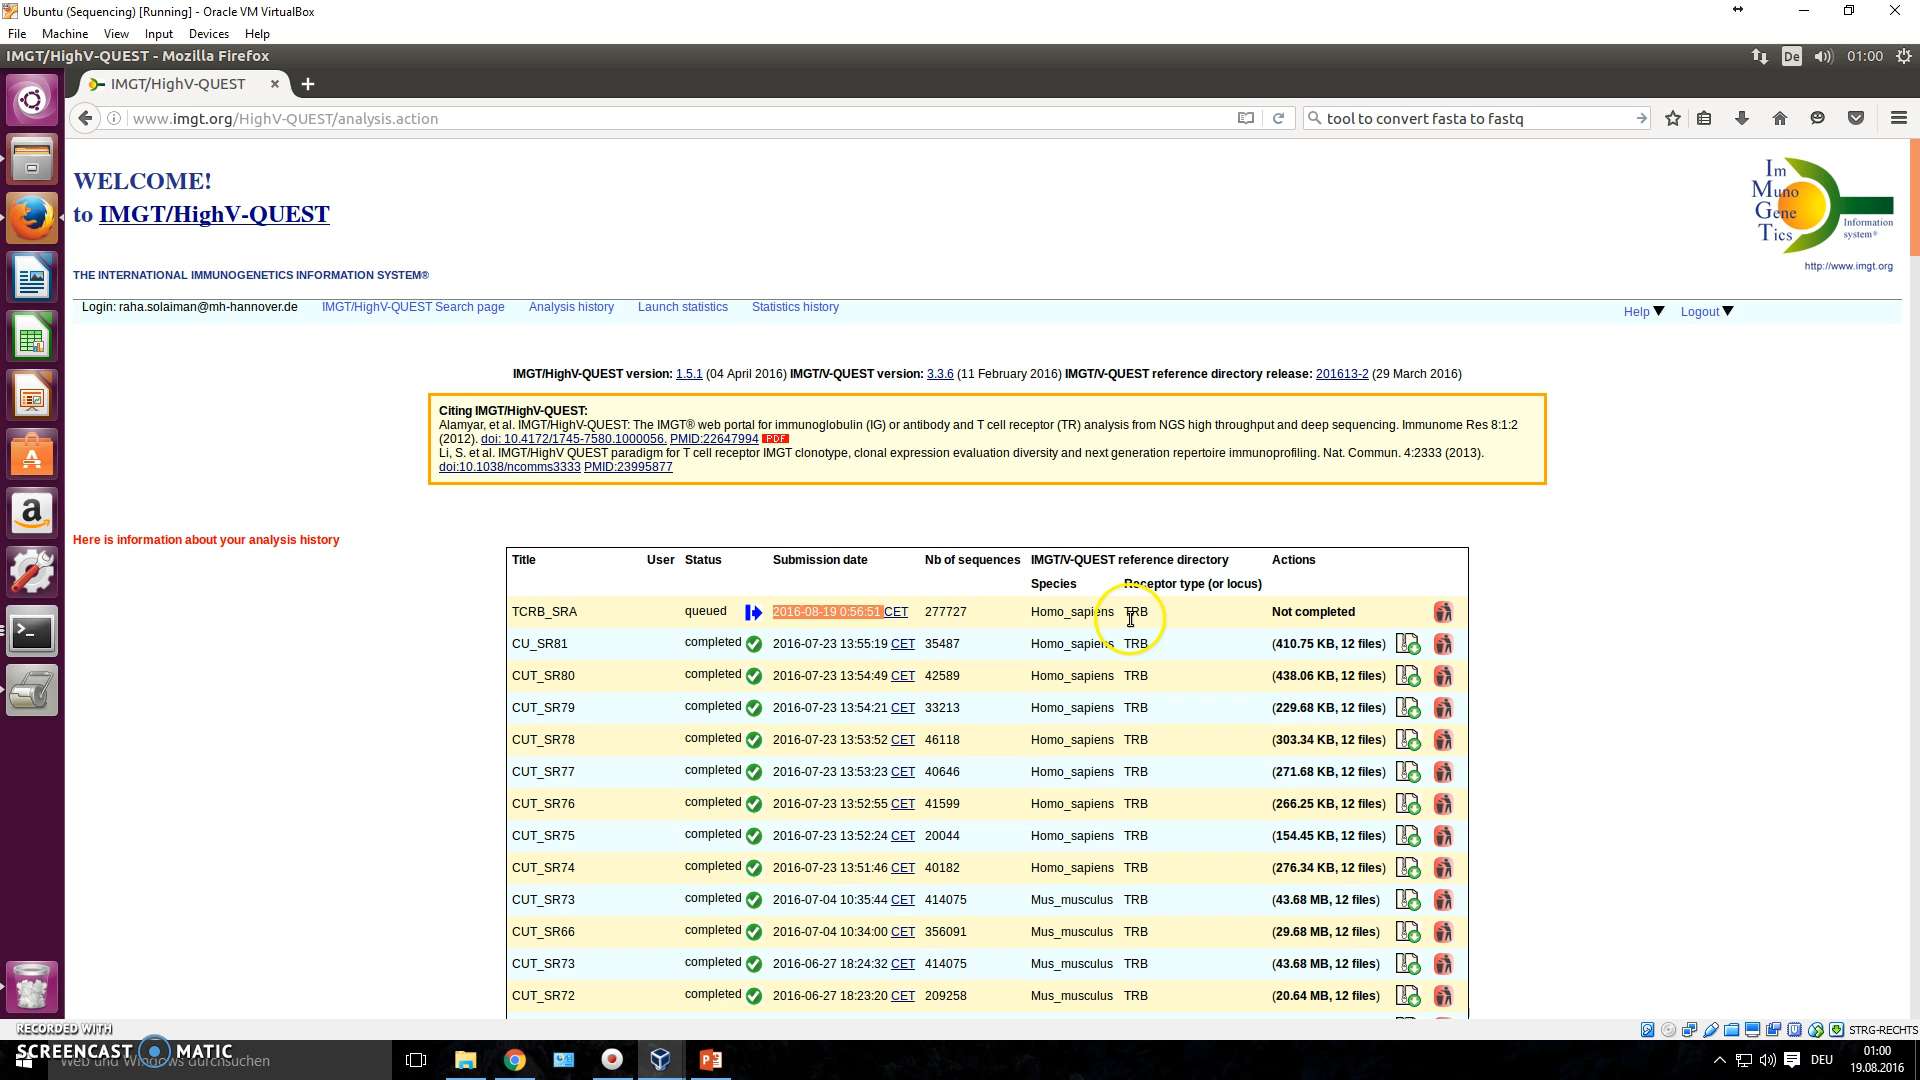 Ubuntu (Sequencing) [Running] - Oracle VM VirtualBox
File Machine View Input Devices Help
IMGT/HighV-QUEST - Mozilla Firefox
De 01:00
IMGT/HighV-QUEST
www.imgt.org/HighV-QUEST/analysis.action
tool to convert fasta to fastq
WELCOME!
to IMGT/HighV-QUEST
Im
Muno
Gene
Tics
Information
system®
http://www.imgt.org
THE INTERNATIONAL IMMUNOGENETICS INFORMATION SYSTEM®
Login: raha.solaiman@mh-hannover.de IMGT/HighV-QUEST Search page Analysis history Launch statistics Statistics history Help Logout
IMGT/HighV-QUEST version: 1.5.1 (04 April 2016) IMGT/V-QUEST version: 3.3.6 (11 February 2016) IMGT/V-QUEST reference directory release: 201613-2 (29 March 2016)
Citing IMGT/HighV-QUEST:
Alamyar, et al. IMGT/HighV-QUEST: The IMGT® web portal for immunoglobulin (IG) or antibody and T cell receptor (TR) analysis from NGS high throughput and deep sequencing. Immunome Res 8:1:2
(2012). doi: 10.4172/1745-7580.1000056. PMID:22647994 PDF
Li, S. et al. IMGT/HighV QUEST paradigm for T cell receptor IMGT clonotype, clonal expression evaluation diversity and next generation repertoire immunoprofiling. Nat. Commun. 4:2333 (2013).
doi:10.1038/ncomms3333 PMID:23995877
Here is information about your analysis history
Title User Status Submission date Nb of sequences IMGT/V-QUEST reference directory Actions
Species Receptor type (or locus)
TCRB_SRA queued 2016-08-19 0:56:51 CET 277727 Homo_sapiens TRB Not completed
CU_SR81 completed 2016-07-23 13:55:19 CET 35487 Homo_sapiens TRB (410.75 KB, 12 files)
CUT_SR80 completed 2016-07-23 13:54:49 CET 42589 Homo_sapiens TRB (438.06 KB, 12 files)
CUT_SR79 completed 2016-07-23 13:54:21 CET 33213 Homo_sapiens TRB (229.68 KB, 12 files)
CUT_SR78 completed 2016-07-23 13:53:52 CET 46118 Homo_sapiens TRB (303.34 KB, 12 files)
CUT_SR77 completed 2016-07-23 13:53:23 CET 40646 Homo_sapiens TRB (271.68 KB, 12 files)
CUT_SR76 completed 2016-07-23 13:52:55 CET 41599 Homo_sapiens TRB (266.25 KB, 12 files)
CUT_SR75 completed 2016-07-23 13:52:24 CET 20044 Homo_sapiens TRB (154.45 KB, 12 files)
CUT_SR74 completed 2016-07-23 13:51:46 CET 40182 Homo_sapiens TRB (276.34 KB, 12 files)
CUT_SR73 completed 2016-07-04 10:35:44 CET 414075 Mus_musculus TRB (43.68 MB, 12 files)
CUT_SR66 completed 2016-07-04 10:34:00 CET 356091 Mus_musculus TRB (29.68 MB, 12 files)
CUT_SR73 completed 2016-06-27 18:24:32 CET 414075 Mus_musculus TRB (43.68 MB, 12 files)
CUT_SR72 completed 2016-06-27 18:23:20 CET 209258 Mus_musculus TRB (20.64 MB, 12 files)
STRG-RECHTS
RECORDED WITH
SCREENCAST MATIC
Web und Windows durchsuchen
DEU
01:00
19.08.2016